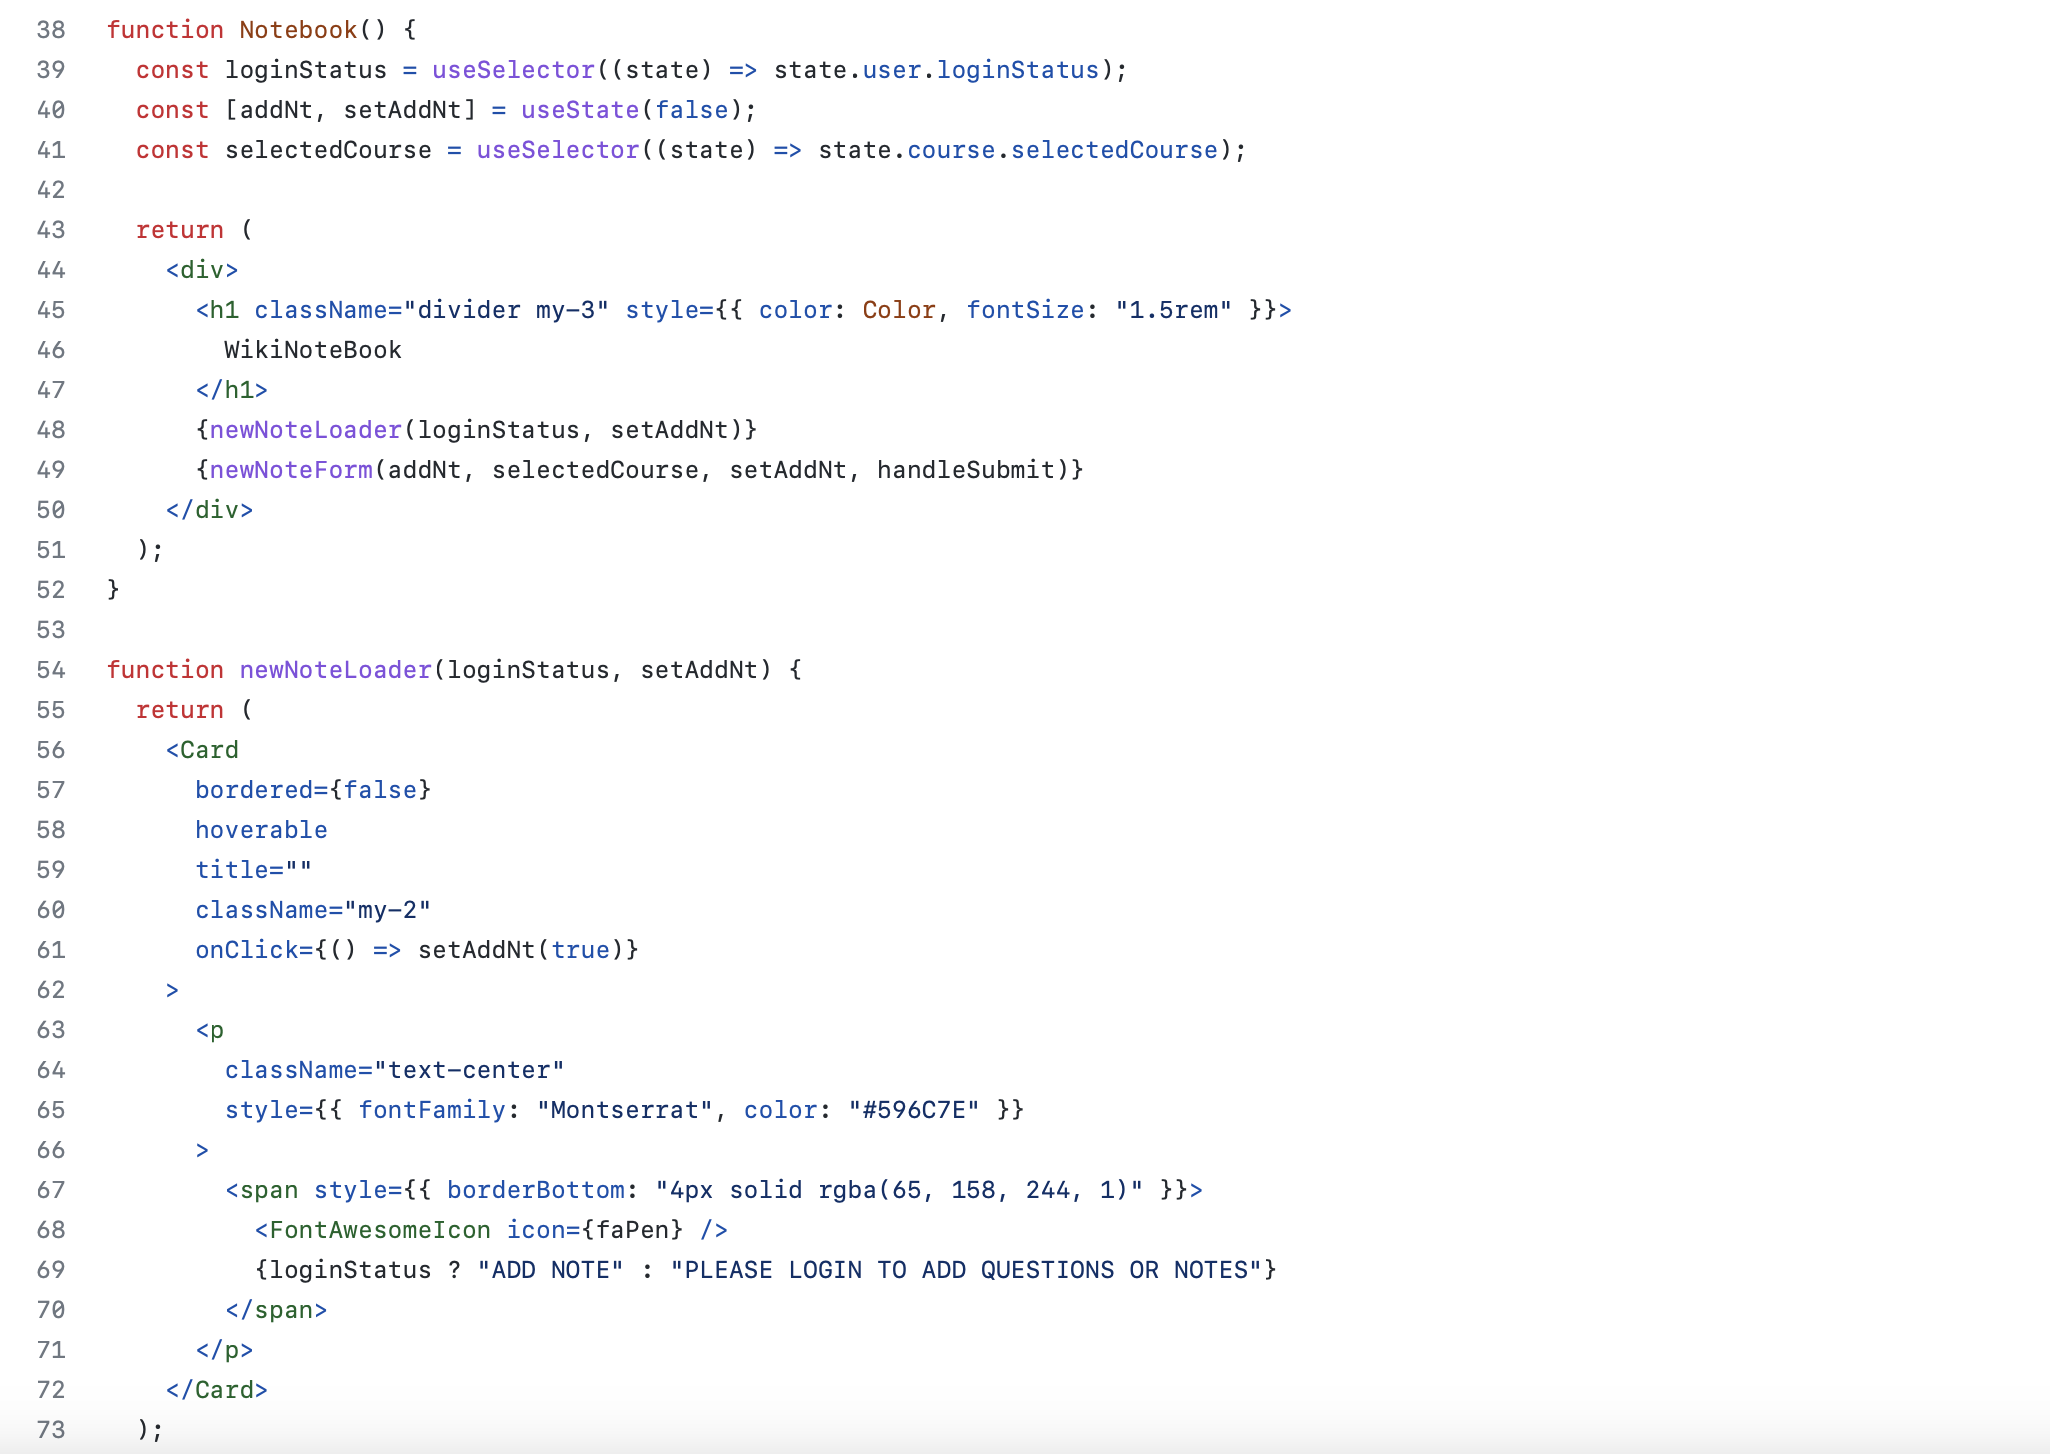 38 function Notebook() {
39   const loginStatus = useSelector((state) => state.user.loginStatus);
40   const [addNt, setAddNt] = useState(false);
41   const selectedCourse = useSelector((state) => state.course.selectedCourse);
42
43   return (
44     <div>
45       <h1 className="divider my-3" style={{ color: Color, fontSize: "1.5rem" }}>
46         WikiNoteBook
47       </h1>
48       {newNoteLoader(loginStatus, setAddNt)}
49       {newNoteForm(addNt, selectedCourse, setAddNt, handleSubmit)}
50     </div>
51   );
52 }
53
54 function newNoteLoader(loginStatus, setAddNt) {
55   return (
56     <Card
57       bordered={false}
58       hoverable
59       title=""
60       className="my-2"
61       onClick={() => setAddNt(true)}
62     >
63       <p
64         className="text-center"
65         style={{ fontFamily: "Montserrat", color: "#596C7E" }}
66       >
67         <span style={{ borderBottom: "4px solid rgba(65, 158, 244, 1)" }}>
68           <FontAwesomeIcon icon={faPen} />
69           {loginStatus ? "ADD NOTE" : "PLEASE LOGIN TO ADD QUESTIONS OR NOTES"}
70         </span>
71       </p>
72     </Card>
73   );